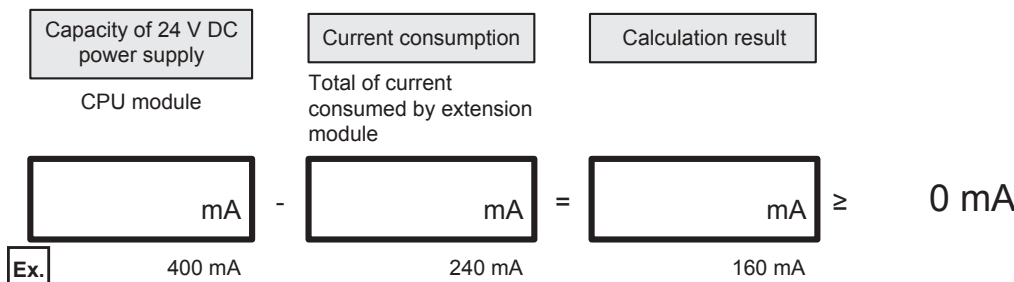 Capacity of 24 V DC
power supply
Current consumption
Calculation result
CPU module
Total of current
consumed by extension
module
mA - mA = mA ≥ 0 mA
Ex. 400 mA 240 mA 160 mA